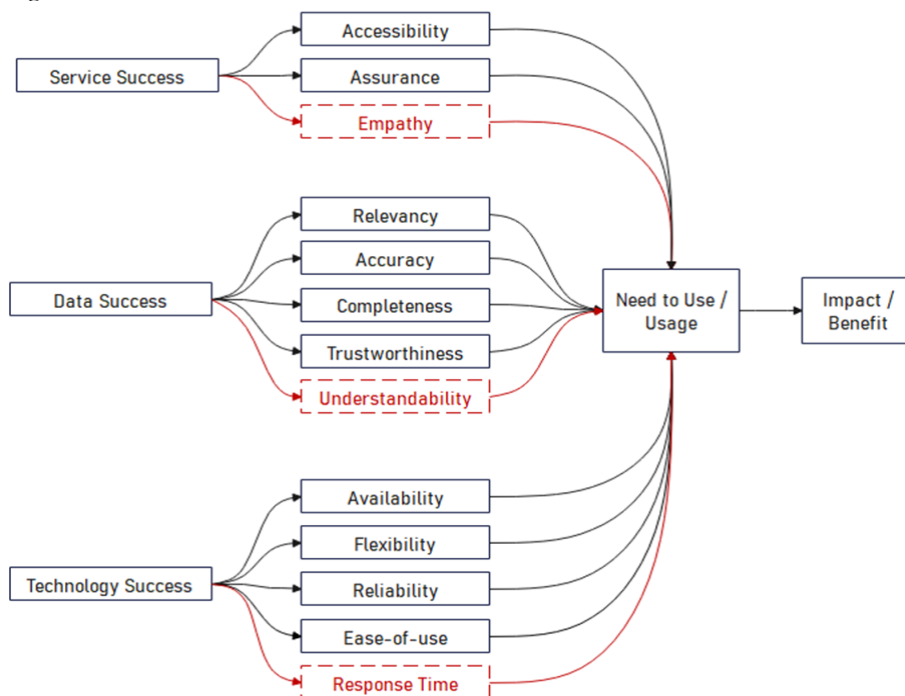 Accessibility
Service Success
Assurance
Empathy
Relevancy
Accuracy
Data Success
Completeness
Trustworthiness
Understandability
Need to Use /
Usage
Impact /
Benefit
Availability
Flexibility
Technology Success
Reliability
Ease-of-use
Response Time